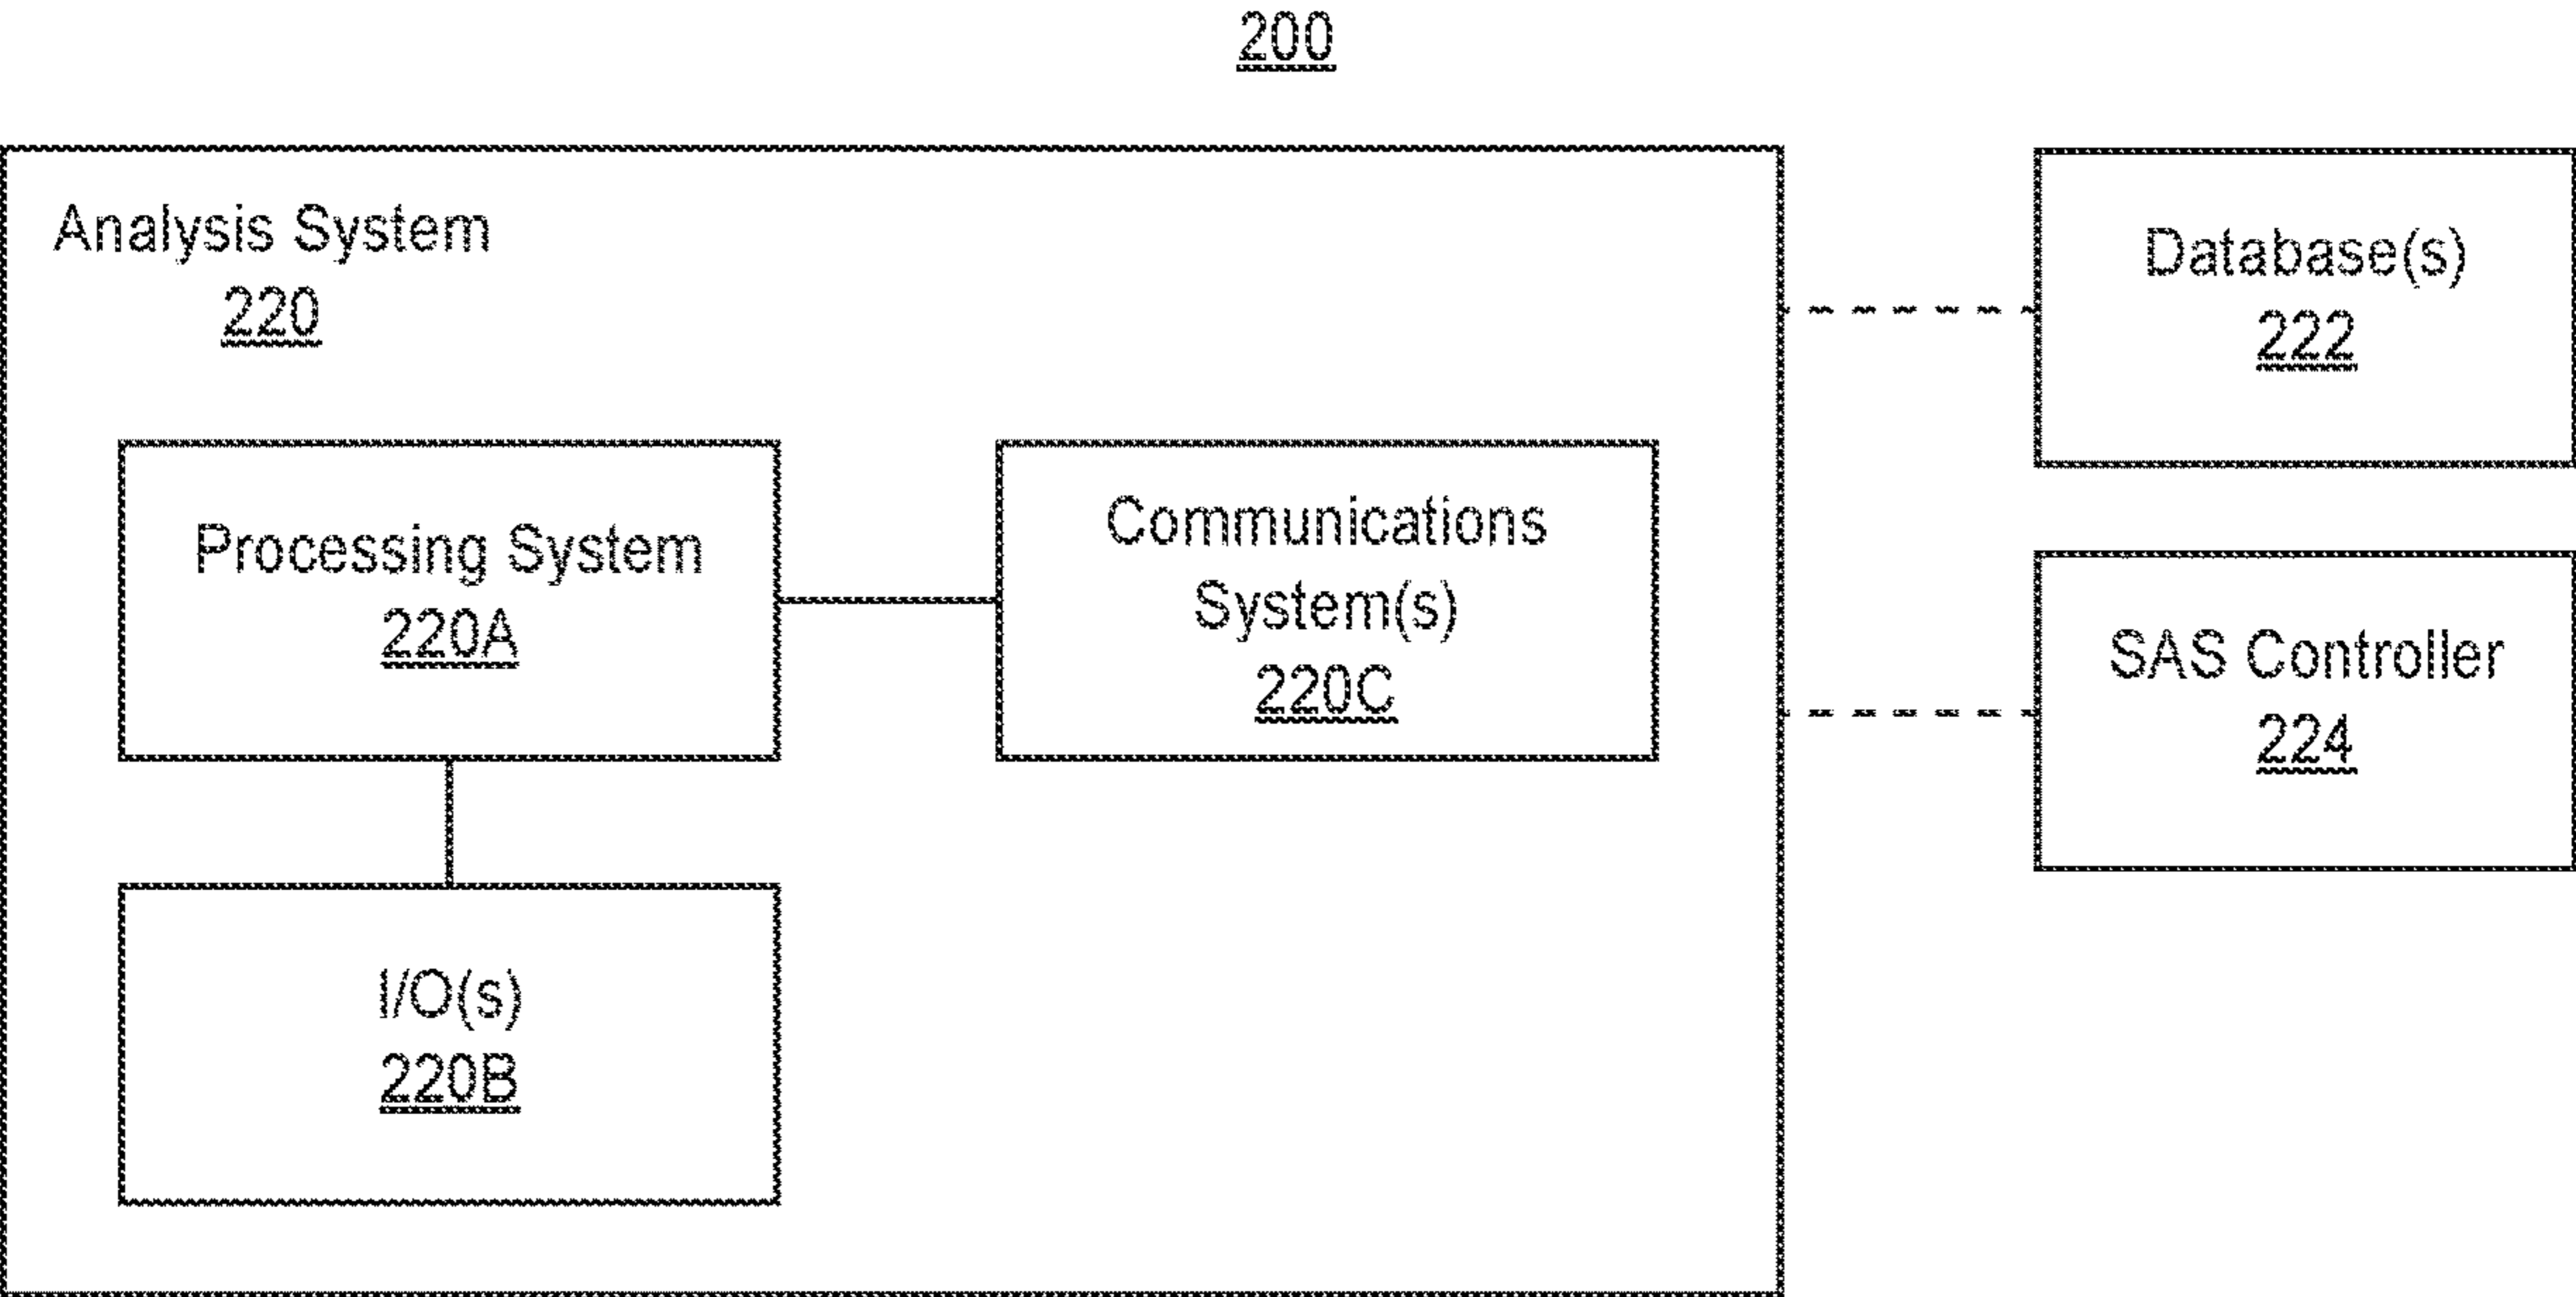 200
Analysis System
220
Database(s)
222
Processing System
220A
Communications
System(s)
220C
SAS Controller
224
I/O(s)
220B